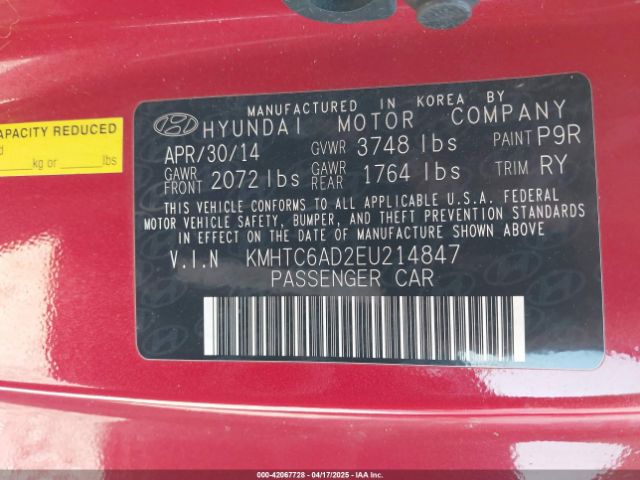 MANUFACTURED IN KOREA BY
HYUNDAI MOTOR COMPANY
APR/30/14 GVWR 3748 lbs PAINT P9R
GAWR FRONT 2072 lbs GAWR REAR 1764 lbs TRIM RY
THIS VEHICLE CONFORMS TO ALL APPLICABLE U.S.A. FEDERAL
MOTOR VEHICLE SAFETY, BUMPER, AND THEFT PREVENTION STANDARDS
IN EFFECT ON THE DATE OF MANUFACTURE SHOWN ABOVE
V.I.N KMHTC6AD2EU214847
PASSENGER CAR
CAPACITY REDUCED
kg or lbs
000-42067728 - 04/17/2025 - IAAI.COM